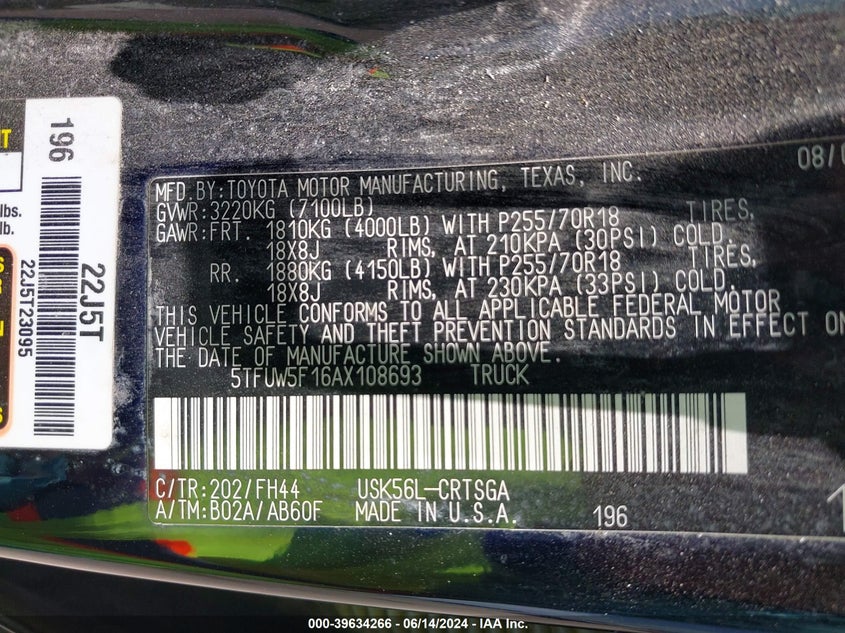 196
22J5T
22J5T23095
lbs.
lb.
MFD. BY: TOYOTA MOTOR MANUFACTURING, TEXAS, INC.
GVWR: 3220KG (7100LB)
GAWR: FRT. 1810KG (4000LB) WITH P255/70R18 TIRES,
18X8J RIMS, AT 210KPA (30PSI) COLD.
RR. 1880KG (4150LB) WITH P255/70R18 TIRES,
18X8J RIMS, AT 230KPA (33PSI) COLD.
THIS VEHICLE CONFORMS TO ALL APPLICABLE FEDERAL MOTOR
VEHICLE SAFETY AND THEFT PREVENTION STANDARDS IN EFFECT ON
THE DATE OF MANUFACTURE SHOWN ABOVE.
5TFUW5F16AX108693 TRUCK
C/TR: 202/FH44 USK56L-CRTSGA
A/TM: B02A/AB60F MADE IN U.S.A. 196
000-39634266 - 06/14/2024 - IAA Inc.